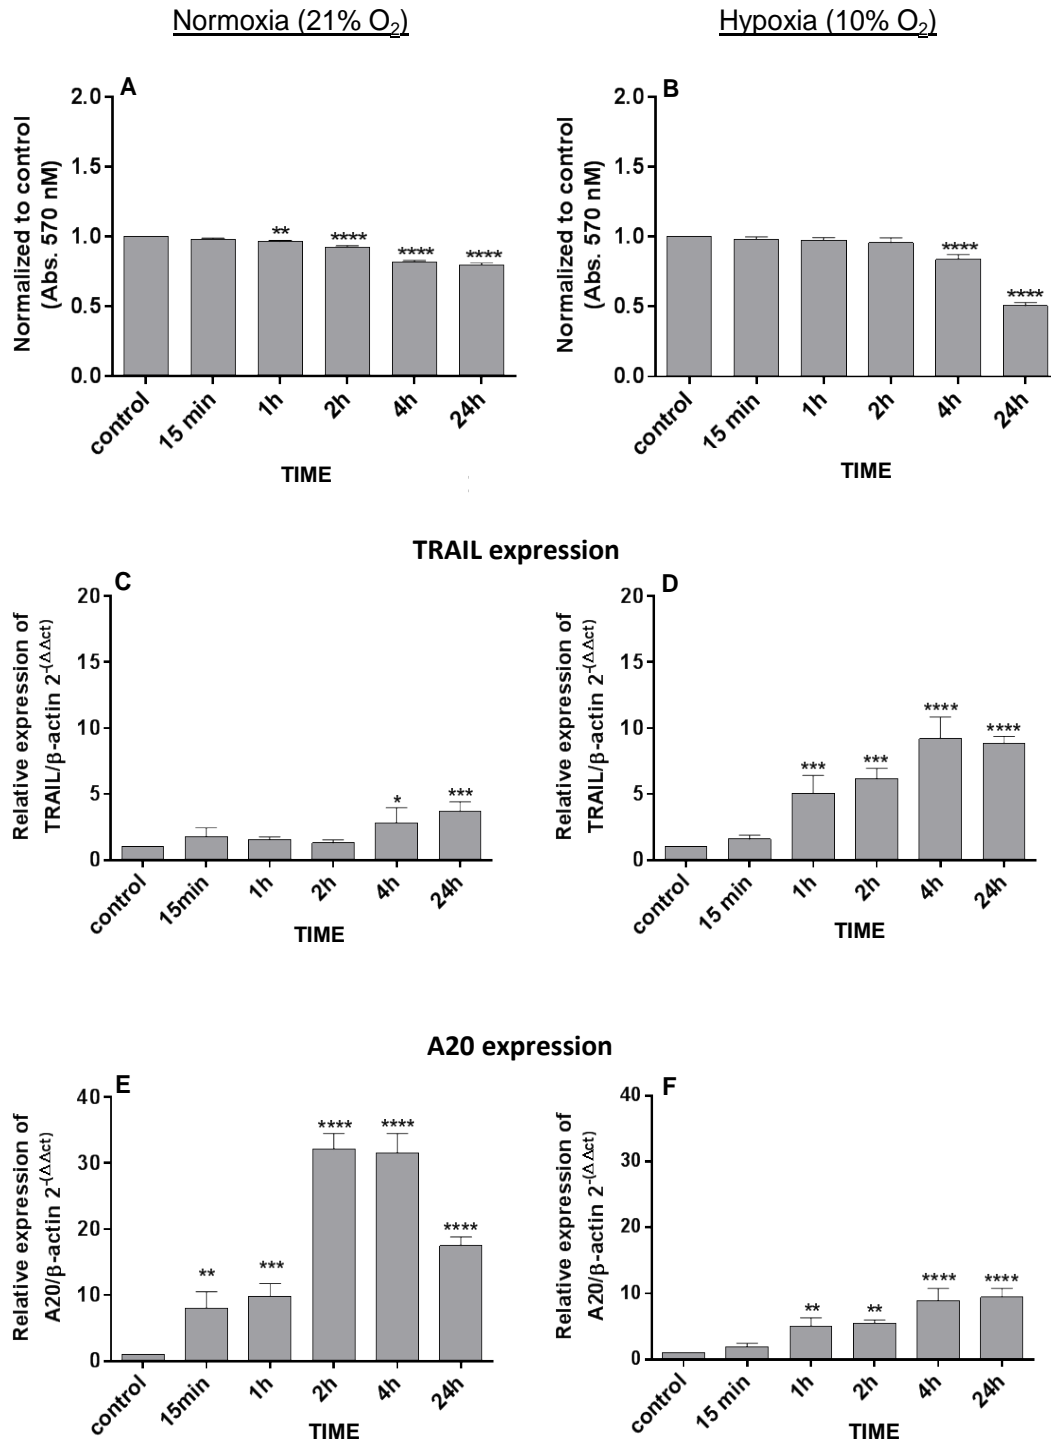 Normoxia (21% O2)
Hypoxia (10% O2)
A
Normalized to control
(Abs. 570 nM)
2.0
1.5
1.0
0.5
0.0
**
****
****
****
control
15 min
1h
2h
4h
24h
TIME
B
Normalized to control
(Abs. 570 nM)
2.0
1.5
1.0
0.5
0.0
****
****
control
15 min
1h
2h
4h
24h
TIME
TRAIL expression
C
Relative expression of
TRAIL/β-actin 2-(ΔΔct)
20
15
10
5
0
*
***
control
15min
1h
2h
4h
24h
TIME
D
Relative expression of
TRAIL/β-actin 2-(ΔΔct)
20
15
10
5
0
***
***
****
****
control
15 min
1h
2h
4h
24h
TIME
A20 expression
E
Relative expression of
A20/β-actin 2-(ΔΔct)
40
30
20
10
0
**
***
****
****
****
control
15min
1h
2h
4h
24h
TIME
F
Relative expression of
A20/β-actin 2-(ΔΔct)
40
30
20
10
0
**
**
****
****
control
15 min
1h
2h
4h
24h
TIME